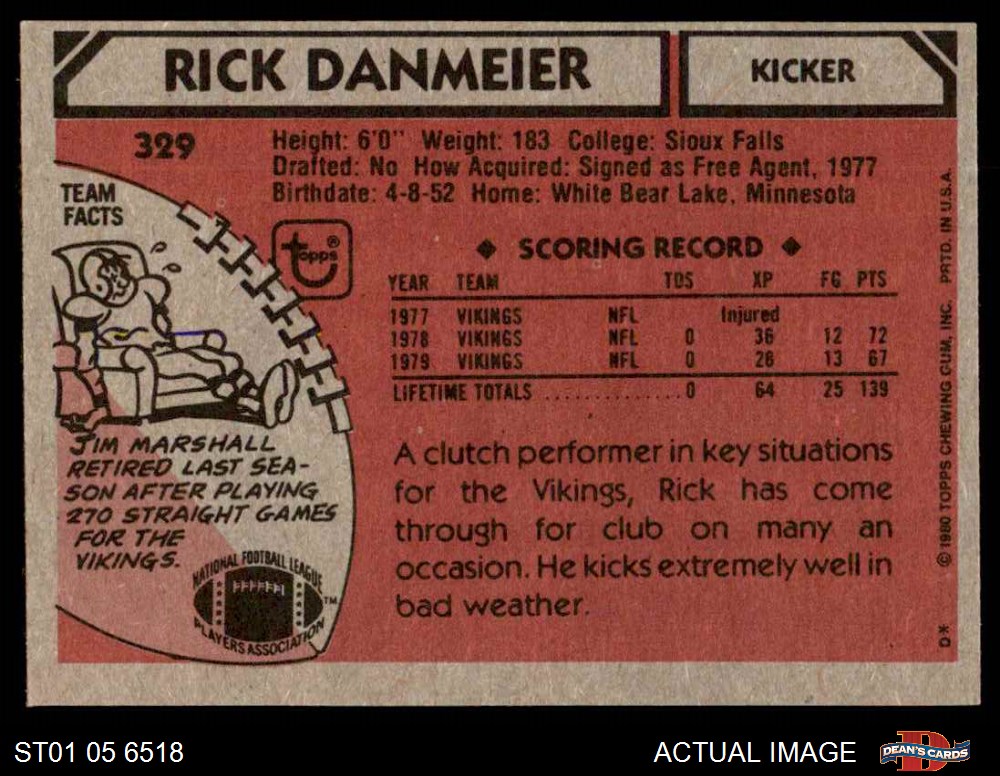 RICK DANMEIER
KICKER
329
Height: 6'0" Weight: 183 College: Sioux Falls
Drafted: No How Acquired: Signed as Free Agent, 1977
Birthdate: 4-8-52 Home: White Bear Lake, Minnesota
TEAM
FACTS
topps®
◆ SCORING RECORD ◆
YEAR TEAM TDS XP FG PTS
1977 VIKINGS NFL Injured
1978 VIKINGS NFL 0 36 12 72
1979 VIKINGS NFL 0 28 13 67
LIFETIME TOTALS .............0 64 25 139
JIM MARSHALL
RETIRED LAST SEA-
SON AFTER PLAYING
270 STRAIGHT GAMES
FOR THE
VIKINGS.
A clutch performer in key situations
for the Vikings, Rick has come
through for club on many an
occasion. He kicks extremely well in
bad weather.
NATIONAL FOOTBALL LEAGUE
PLAYERS ASSOCIATION
TM
© 1980 TOPPS CHEWING GUM, INC. PRTD. IN U.S.A.
D*
ST01 05 6518
ACTUAL IMAGE
D
DEAN'S CARDS